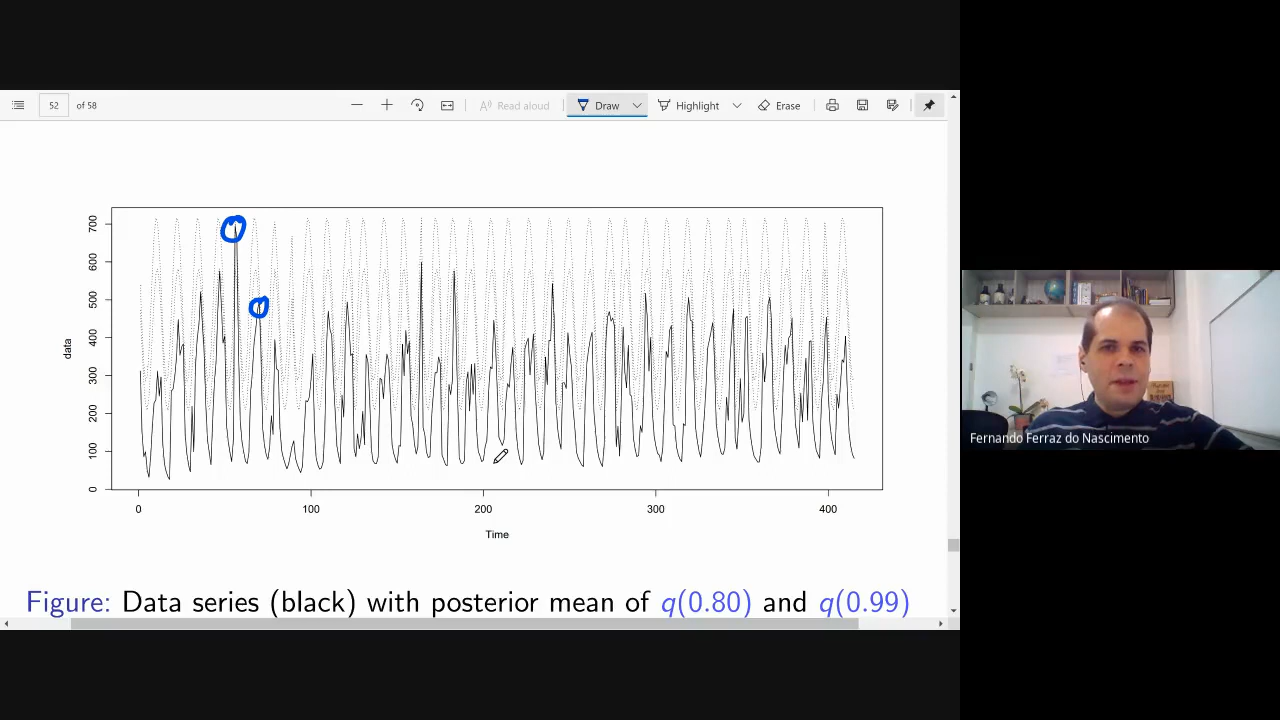 52 of 58 Read aloud Draw Highlight Erase
700
600
500
400
300
200
100
0
data
0 100 200 300 400
Time
Figure: Data series (black) with posterior mean of q(0.80) and q(0.99)
Fernando Ferraz do Nascimento